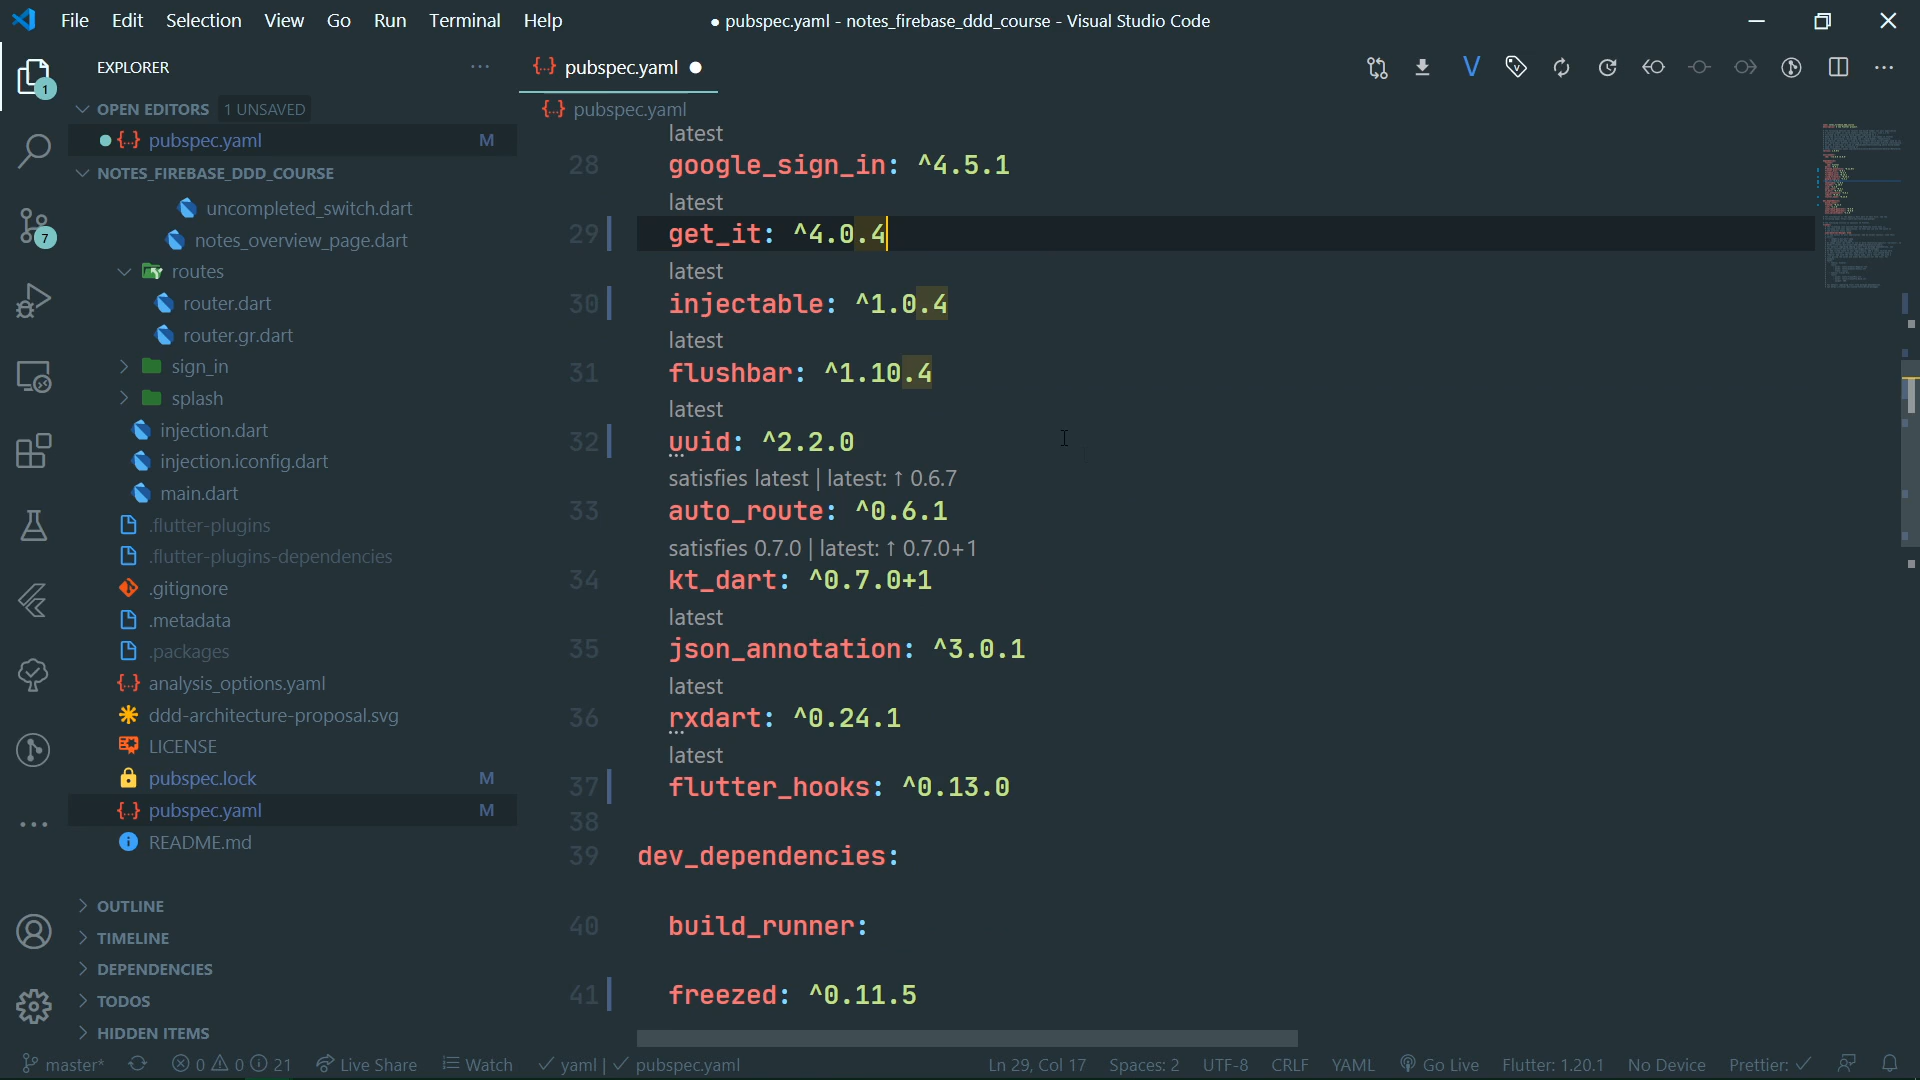 File Edit Selection View Go Run Terminal Help
● pubspec.yaml - notes_firebase_ddd_course - Visual Studio Code
EXPLORER
OPEN EDITORS 1 UNSAVED
{..} pubspec.yaml M
NOTES_FIREBASE_DDD_COURSE
uncompleted_switch.dart
notes_overview_page.dart
routes
router.dart
router.gr.dart
sign_in
splash
injection.dart
injection.iconfig.dart
main.dart
.flutter-plugins
.flutter-plugins-dependencies
.gitignore
.metadata
.packages
{..} analysis_options.yaml
ddd-architecture-proposal.svg
LICENSE
pubspec.lock M
{..} pubspec.yaml M
README.md
OUTLINE
TIMELINE
DEPENDENCIES
TODOS
HIDDEN ITEMS
1
7
{..} pubspec.yaml ●
{..} pubspec.yaml
latest
28 google_sign_in: ^4.5.1
latest
29 get_it: ^4.0.4
latest
30 injectable: ^1.0.4
latest
31 flushbar: ^1.10.4
latest
32 uuid: ^2.2.0
satisfies latest | latest: ↑ 0.6.7
33 auto_route: ^0.6.1
satisfies 0.7.0 | latest: ↑ 0.7.0+1
34 kt_dart: ^0.7.0+1
latest
35 json_annotation: ^3.0.1
latest
36 rxdart: ^0.24.1
latest
37 flutter_hooks: ^0.13.0
38
39 dev_dependencies:
40 build_runner:
41 freezed: ^0.11.5
master* 0 0 21 Live Share Watch ✓ yaml | ✓ pubspec.yaml Ln 29, Col 17 Spaces: 2 UTF-8 CRLF YAML Go Live Flutter: 1.20.1 No Device Prettier: ✓